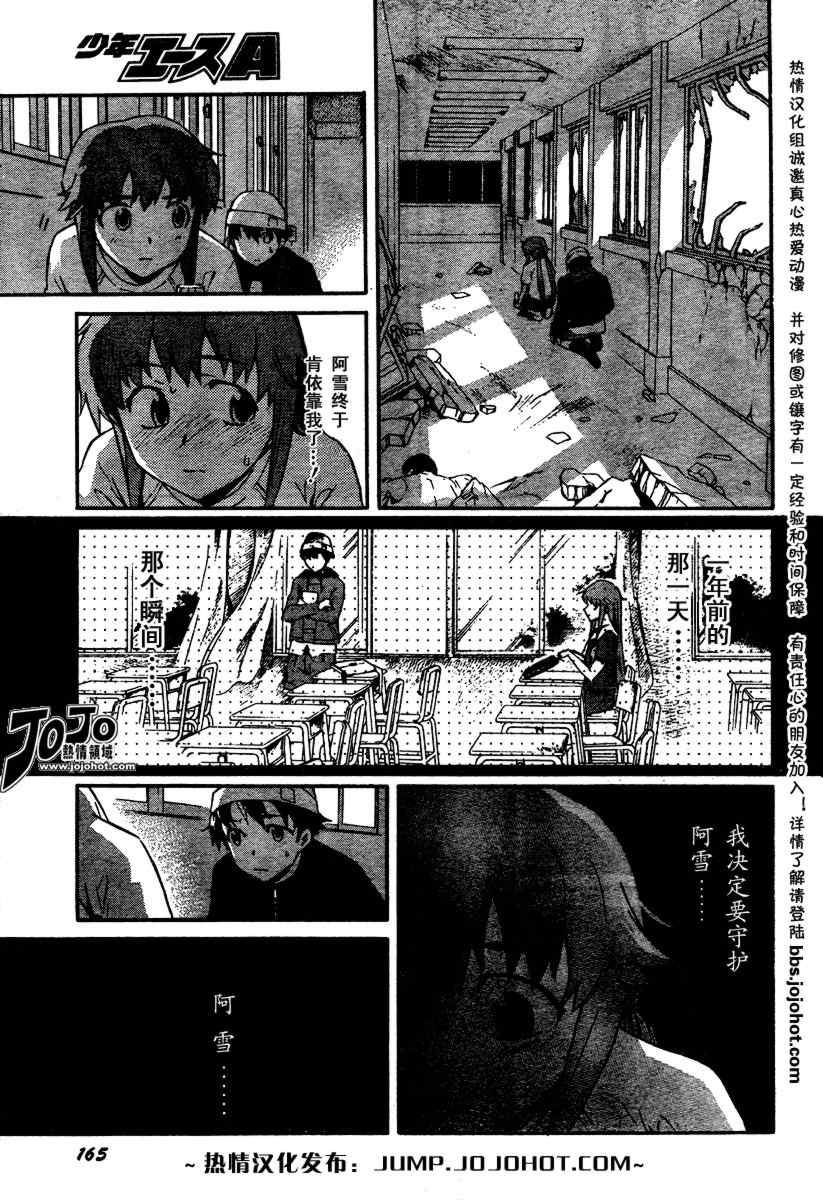 少年エースA
阿雪终于
肯依靠我了…!
一年前的
那一天……
那个瞬间……
我决定要守护
阿雪……
阿雪……
JOJO
熱情領域
www.jojohot.com
热情汉化组诚邀真心热爱动漫 并对修图或镶字有一定经验和时间保障 有责任心的朋友加入!详情了解请登陆 bbs.jojohot.com
165
~热情汉化发布：JUMP.JOJOHOT.COM~